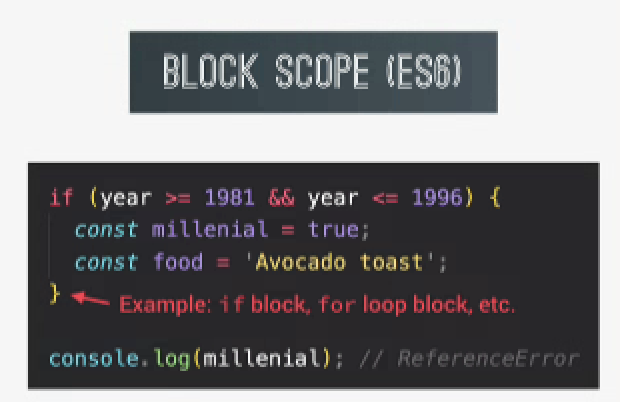 BLOCK SCOPE (ES6)
if (year >= 1981 && year <= 1996) {
const millenial = true;
const food = 'Avocado toast';
}
Example: if block, for loop block, etc.
console.log(millenial); // ReferenceError